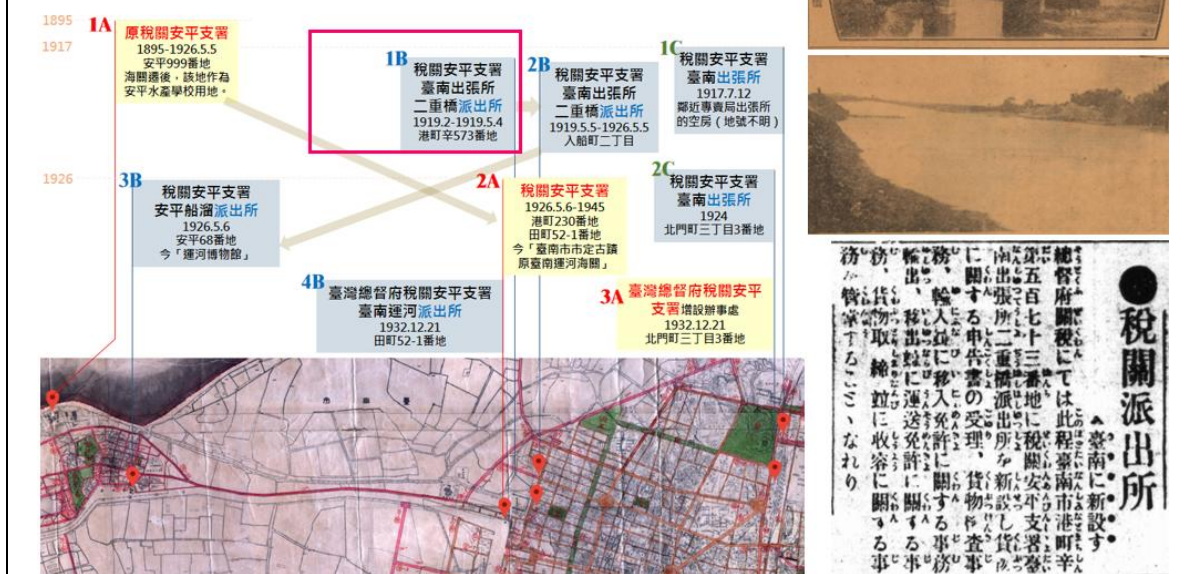 1895
1917
1926
1A
原稅關安平支署
1895-1926.5.5
安平999番地
海關遷後，該地作為
安平水產學校用地。
1B
稅關安平支署
臺南出張所
二重橋派出所
1919.2-1919.5.4
港町辛573番地
2B
稅關安平支署
臺南出張所
二重橋派出所
1919.5.5-1926.5.5
入船町二丁目
1C
稅關安平支署
臺南出張所
1917.7.12
鄰近專賣局出張所
的空房（地號不明）
3B
稅關安平支署
安平船溜派出所
1926.5.6
安平68番地
今「運河博物館」
2A
稅關安平支署
1926.5.6-1945
港町230番地
田町52-1番地
今「臺南市市定古蹟
原臺南運河海關」
2C
稅關安平支署
臺南出張所
1924
北門町三丁目3番地
4B
臺灣總督府稅關安平支署
臺南運河派出所
1932.12.21
田町52-1番地
3A
臺灣總督府稅關安平
支署增設辦事處
1932.12.21
北門町三丁目3番地
●稅關派出所
▲臺南に新設す
總督府關稅にては此程臺南市港町辛
第五百七十三番地に稅關安平支署臺
南出張所二重橋派出所を新設し貨物
に關する申告書の受理、貨物檢査事
務、輸入並に移入免許に關する事務
輸出、移出並に運送免許に關する事
務、貨物取締並に收容に關する事
務を管掌することゝなれり